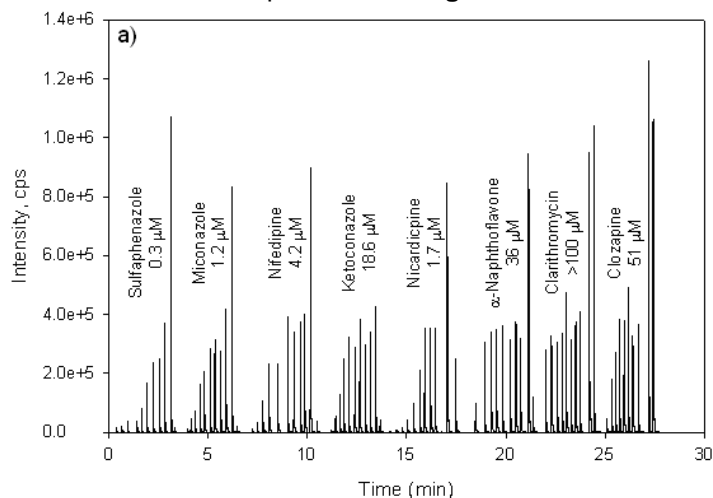 a)
Intensity, cps
1.4e+6
1.2e+6
1.0e+6
8.0e+5
6.0e+5
4.0e+5
2.0e+5
0.0
Sulfaphenazole
0.3 μM
Miconazole
1.2 μM
Nifedipine
4.2 μM
Ketoconazole
18.6 μM
Nicardicpine
1.7 μM
α-Naphthoflavone
36 μM
Clarithromycin
>100 μM
Clozapine
51 μM
0 5 10 15 20 25 30
Time (min)